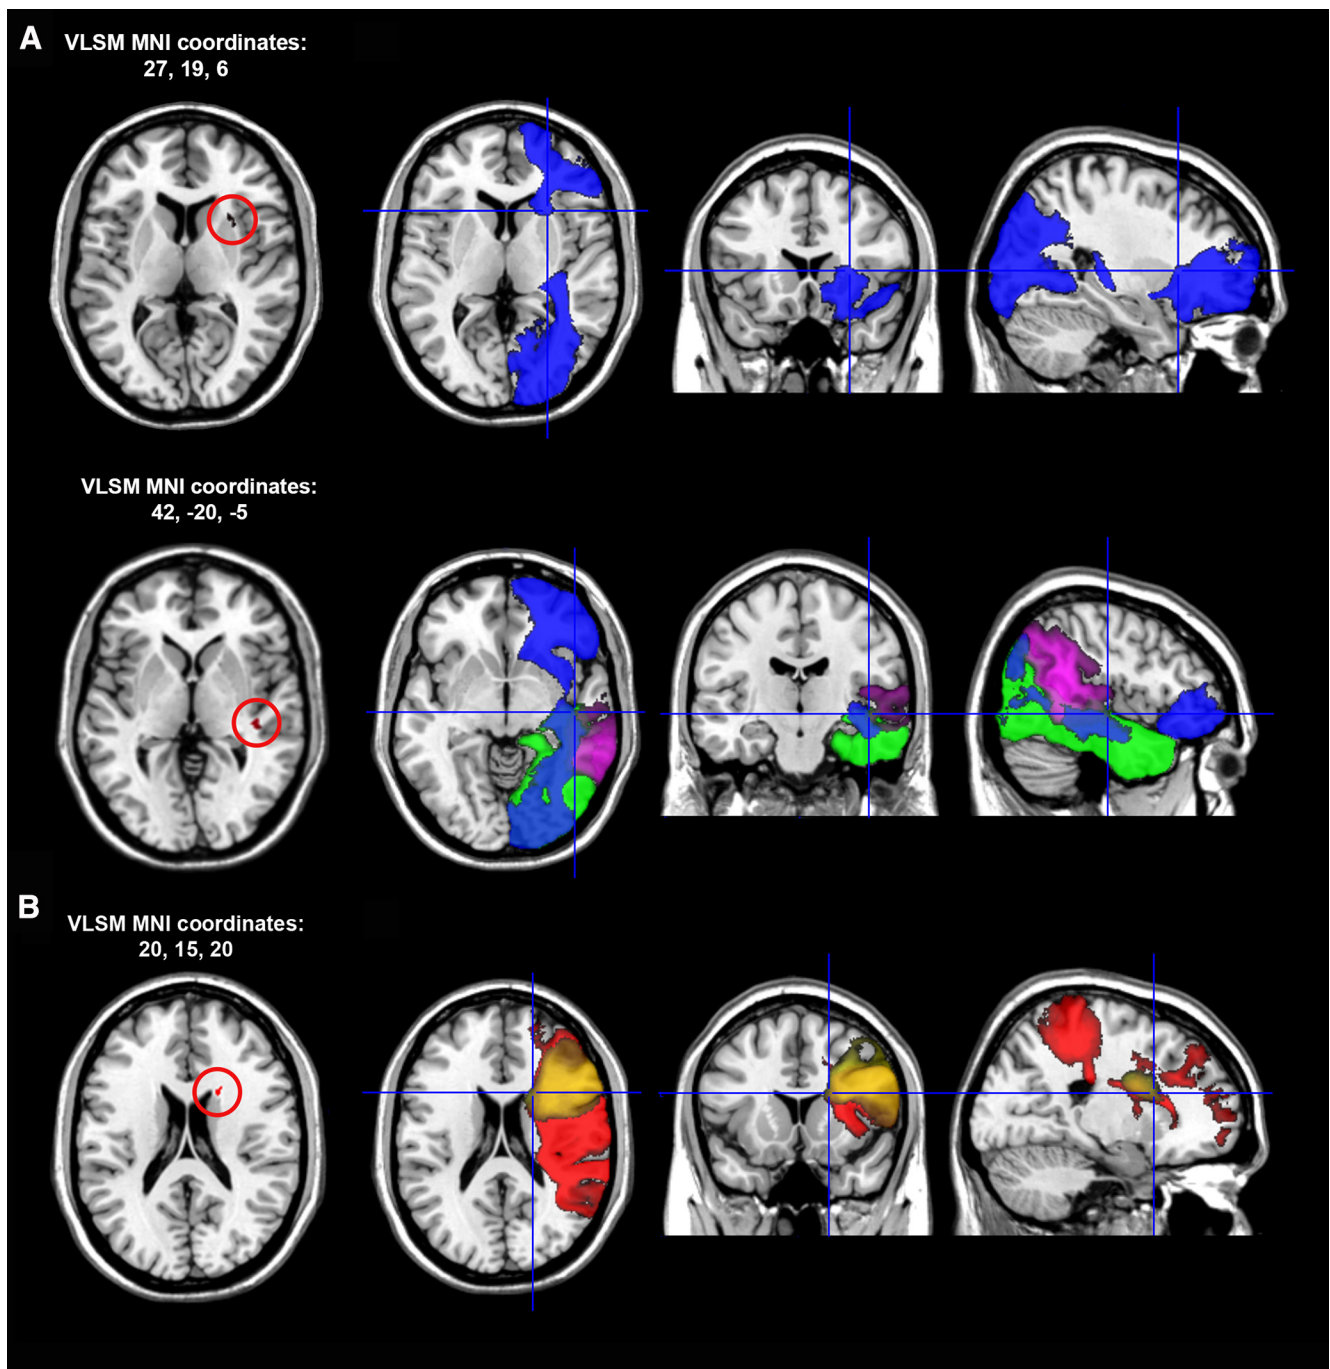 A
VLSM MNI coordinates:
27, 19, 6
VLSM MNI coordinates:
42, -20, -5
B
VLSM MNI coordinates:
20, 15, 20